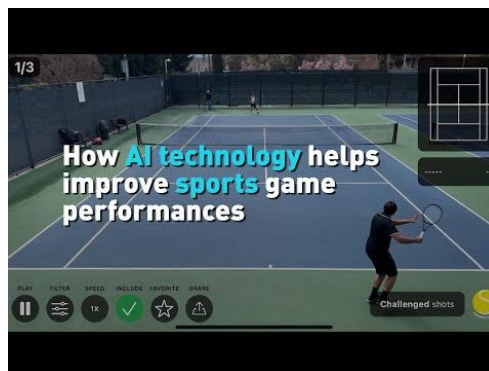 1/3
How AI technology helps
improve sports game
performances
-----
PLAY FILTER SPEED INCLUDE FAVORITE SHARE
1X
Challenged shots